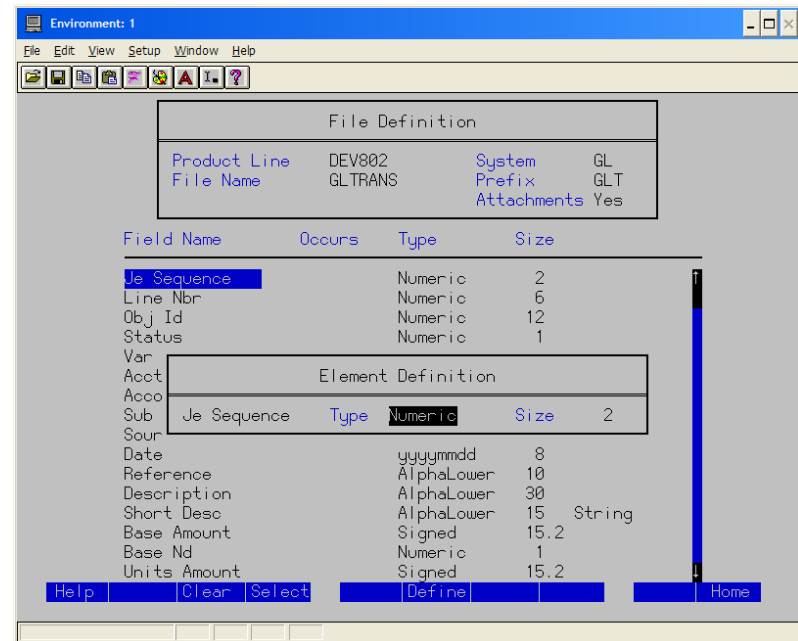 Environment: 1
File Edit View Setup Window Help
File Definition
Product Line DEV802 System GL
File Name GLTRANS Prefix GLT
Attachments Yes
Field Name Occurs Type Size
Je Sequence Numeric 2
Line Nbr Numeric 6
Obj Id Numeric 12
Status Numeric 1
Var
Acct
Element Definition
Acco
Sub Je Sequence Type Numeric Size 2
Sour
Date yyyymmdd 8
Reference AlphaLower 10
Description AlphaLower 30
Short Desc AlphaLower 15 String
Base Amount Signed 15.2
Base Nd Numeric 1
Units Amount Signed 15.2
Help Clear Select Define Home